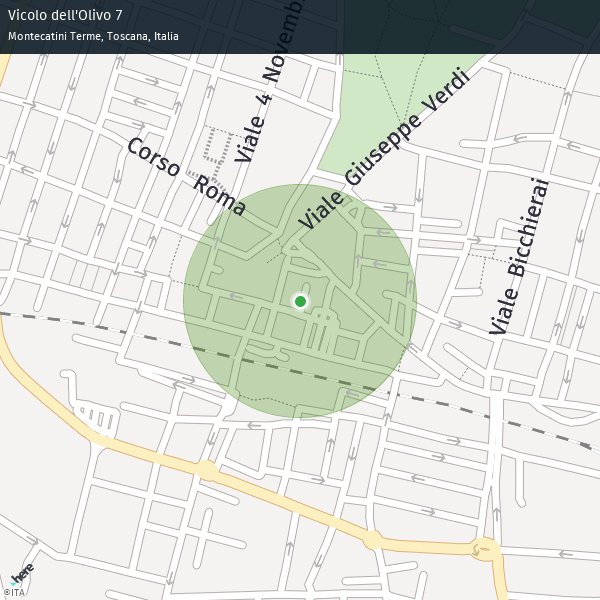 Vicolo dell'Olivo 7
Montecatini Terme, Toscana, Italia
Viale 4 Novemb
Viale Giuseppe Verdi
Corso Roma
Viale Bicchierai
here
©ITA